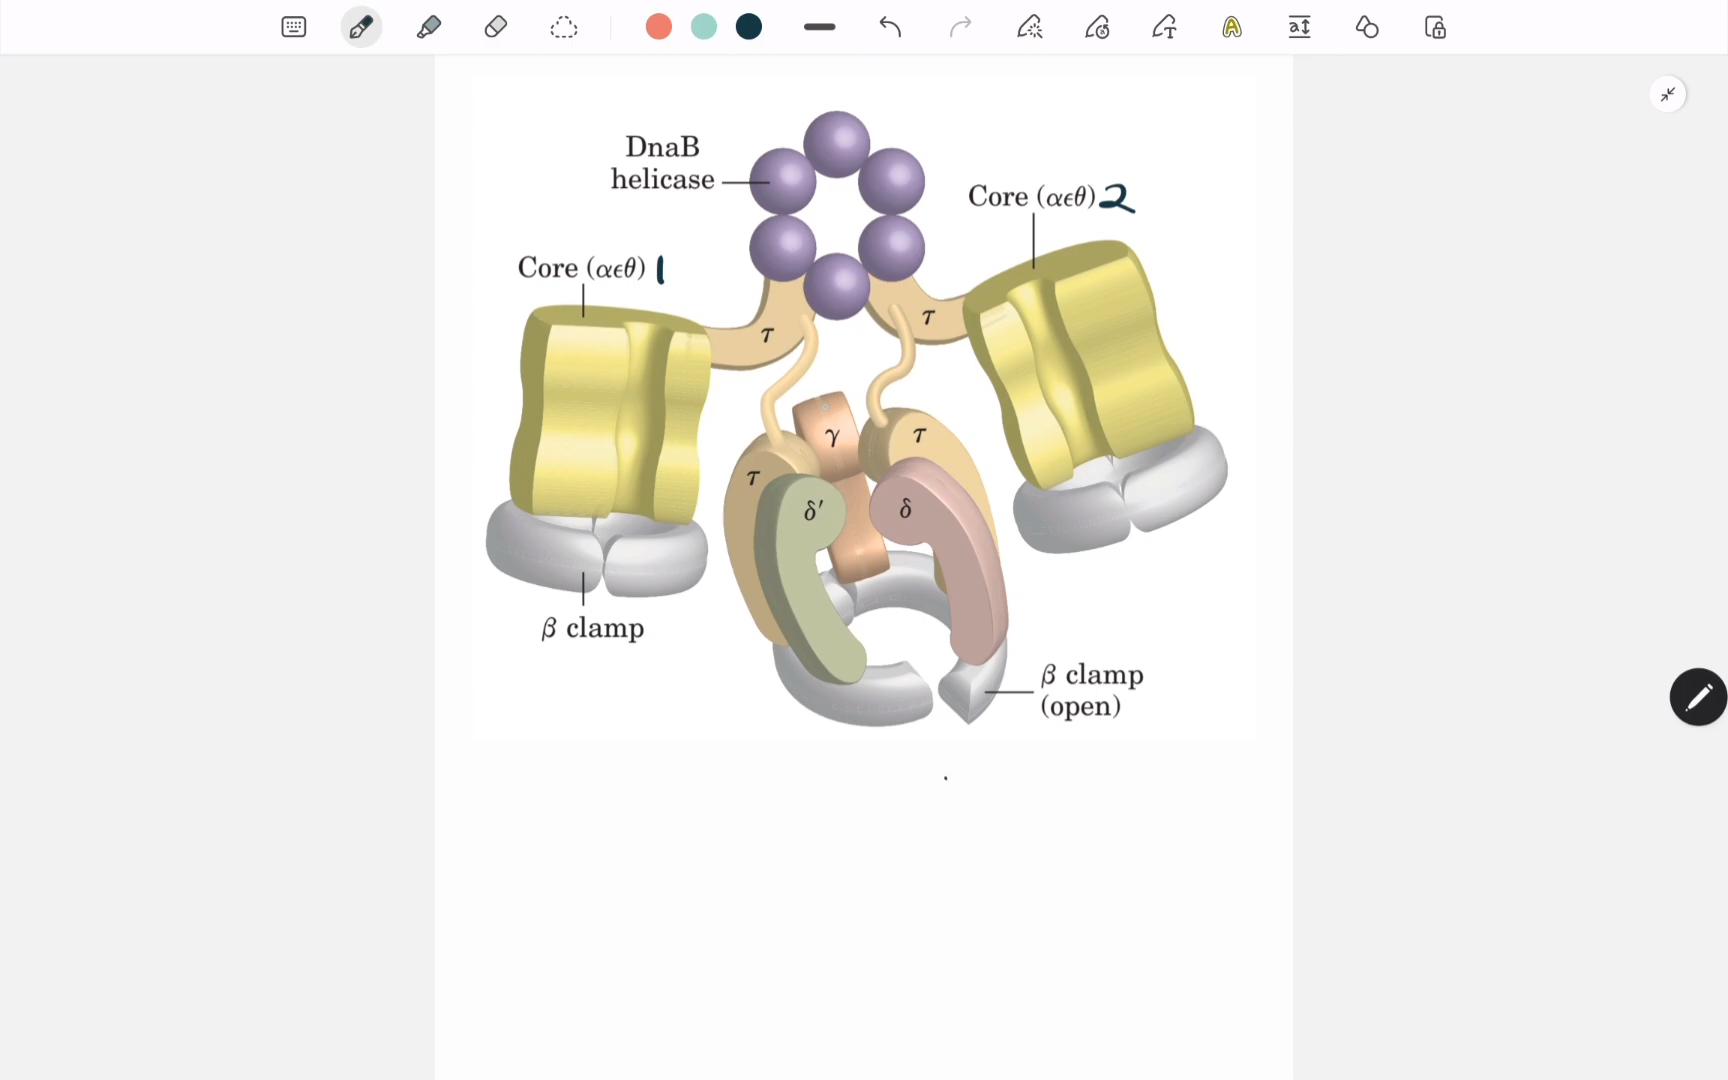 DnaB
helicase
Core (αϵθ) 2
Core (αϵθ) 1
τ
τ
γ
τ
τ
δ′
δ
β clamp
β clamp
(open)